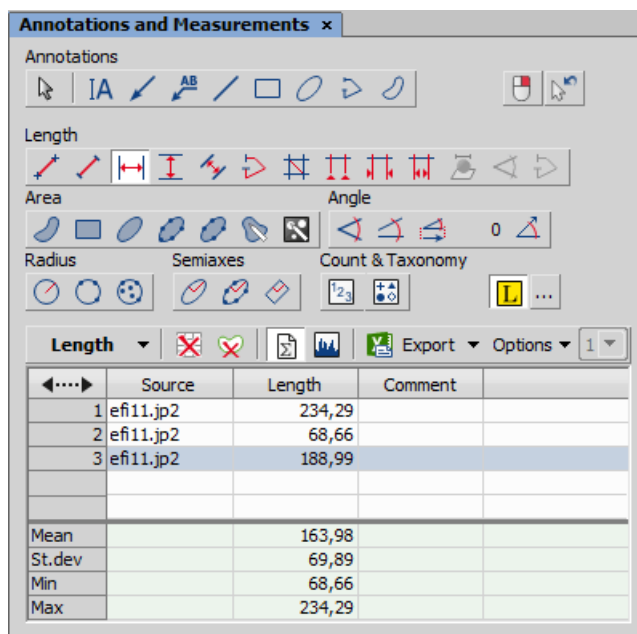 Annotations and Measurements ×
Annotations
IA AB
Length
Area Angle
0
Radius Semiaxes Count & Taxonomy
123 L ...
Length Σ Export Options 1
Source Length Comment
1 efi11.jp2 234,29
2 efi11.jp2 68,66
3 efi11.jp2 188,99
Mean 163,98
St.dev 69,89
Min 68,66
Max 234,29